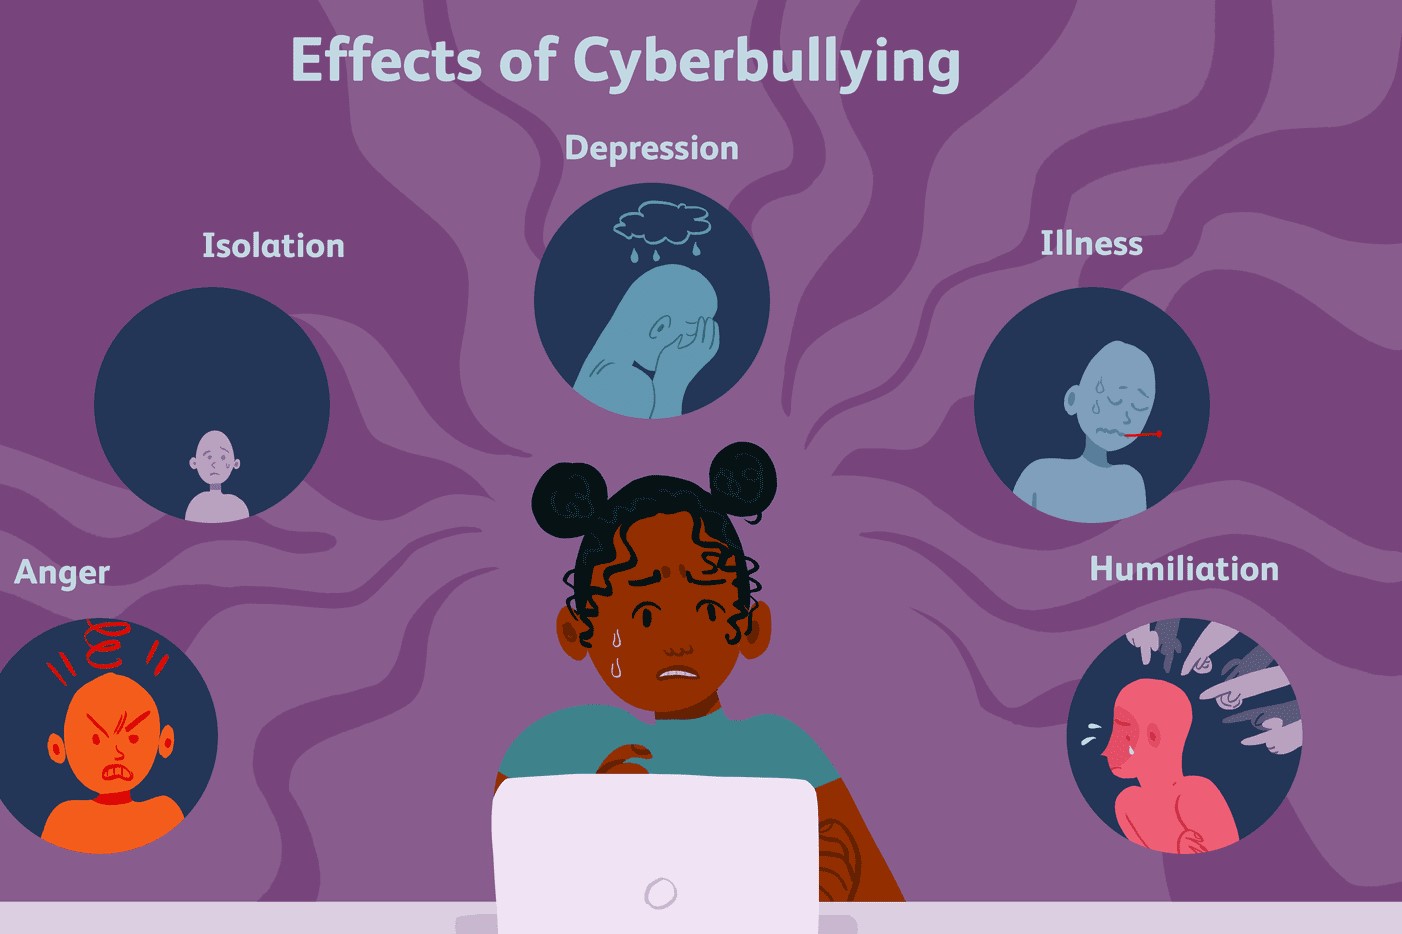 Effects of Cyberbullying
Depression
Isolation
Illness
Anger
Humiliation